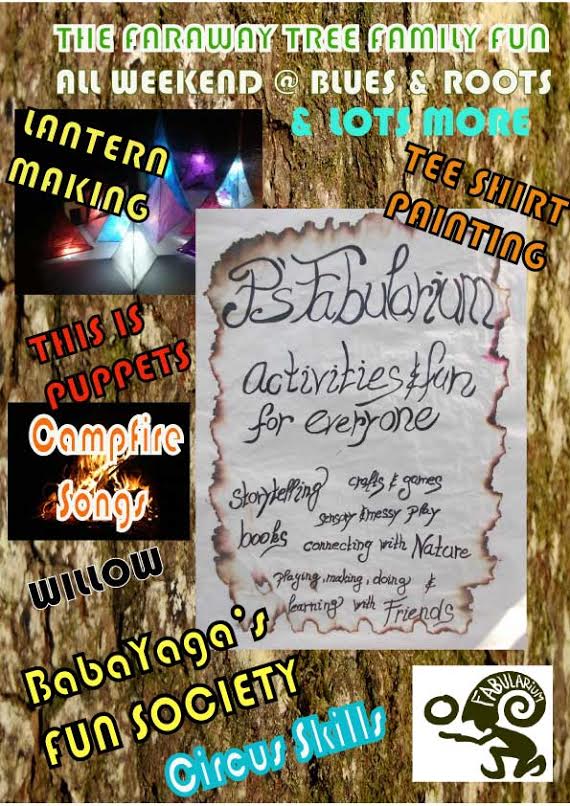 THE FARAWAY TREE FAMILY FUN
ALL WEEKEND @ BLUES & ROOTS
& LOTS MORE
LANTERN
MAKING
TEE SHIRT
PAINTING
P's Fabularium
activities & fun
for everyone
storytelling crafts & games
sensory & messy play
books connecting with Nature
playing, making, doing &
learning with Friends
THIS IS
PUPPETS
Campfire
Songs
WILLOW
BabaYaga's
FUN SOCIETY
Circus Skills
FABULARIUM